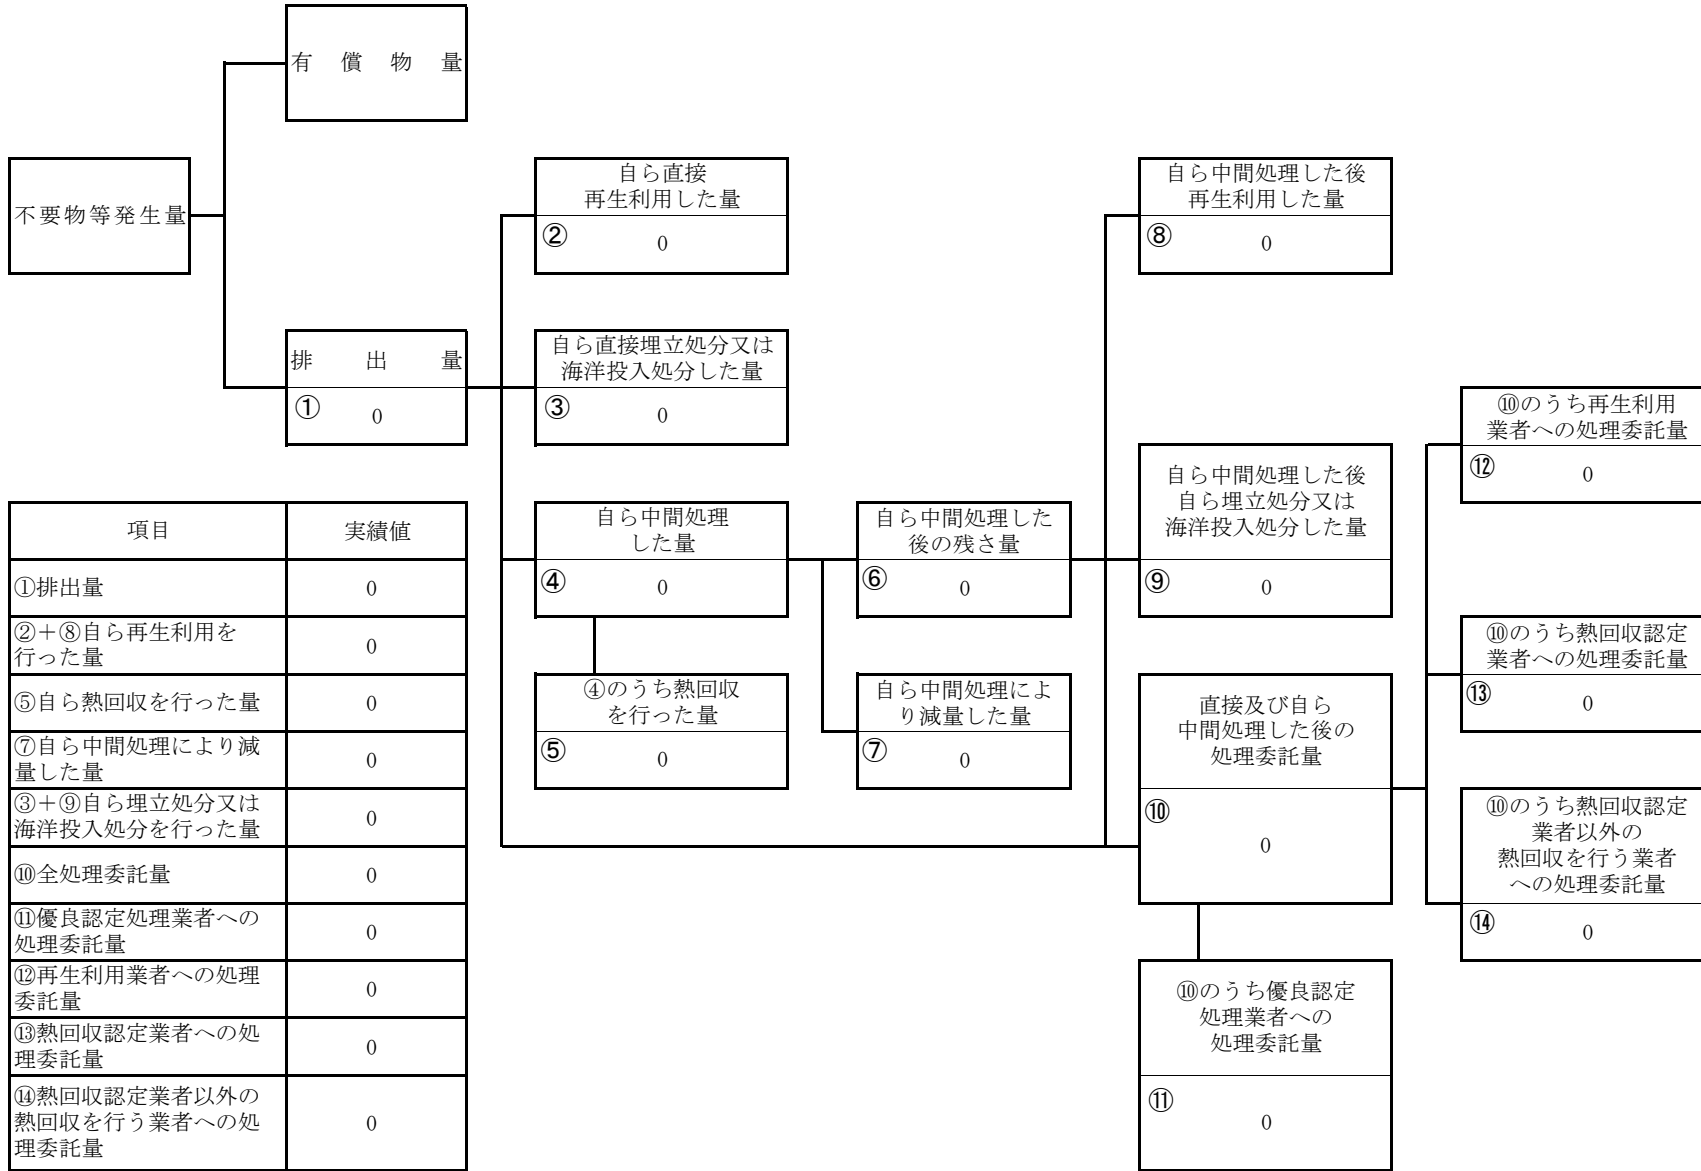 有償物量
不要物等発生量
自ら直接
再生利用した量
② 0
自ら中間処理した後
再生利用した量
⑧ 0
排出量
① 0
自ら直接埋立処分又は
海洋投入処分した量
③ 0
⑩のうち再生利用
業者への処理委託量
⑫ 0
自ら中間処理
した量
④ 0
自ら中間処理した
後の残さ量
⑥ 0
自ら中間処理した後
自ら埋立処分又は
海洋投入処分した量
⑨ 0
⑩のうち熱回収認定
業者への処理委託量
⑬ 0
④のうち熱回収
を行った量
⑤ 0
自ら中間処理によ
り減量した量
⑦ 0
直接及び自ら
中間処理した後の
処理委託量
⑩
0
⑩のうち熱回収認定
業者以外の
熱回収を行う業者
への処理委託量
⑭ 0
⑩のうち優良認定
処理業者への
処理委託量
⑪
0
項目 実績値
①排出量 0
②+⑧自ら再生利用を
行った量 0
⑤自ら熱回収を行った量 0
⑦自ら中間処理により減
量した量 0
③+⑨自ら埋立処分又は
海洋投入処分を行った量 0
⑩全処理委託量 0
⑪優良認定処理業者への
処理委託量 0
⑫再生利用業者への処理
委託量 0
⑬熱回収認定業者への処
理委託量 0
⑭熱回収認定業者以外の
熱回収を行う業者への処
理委託量 0